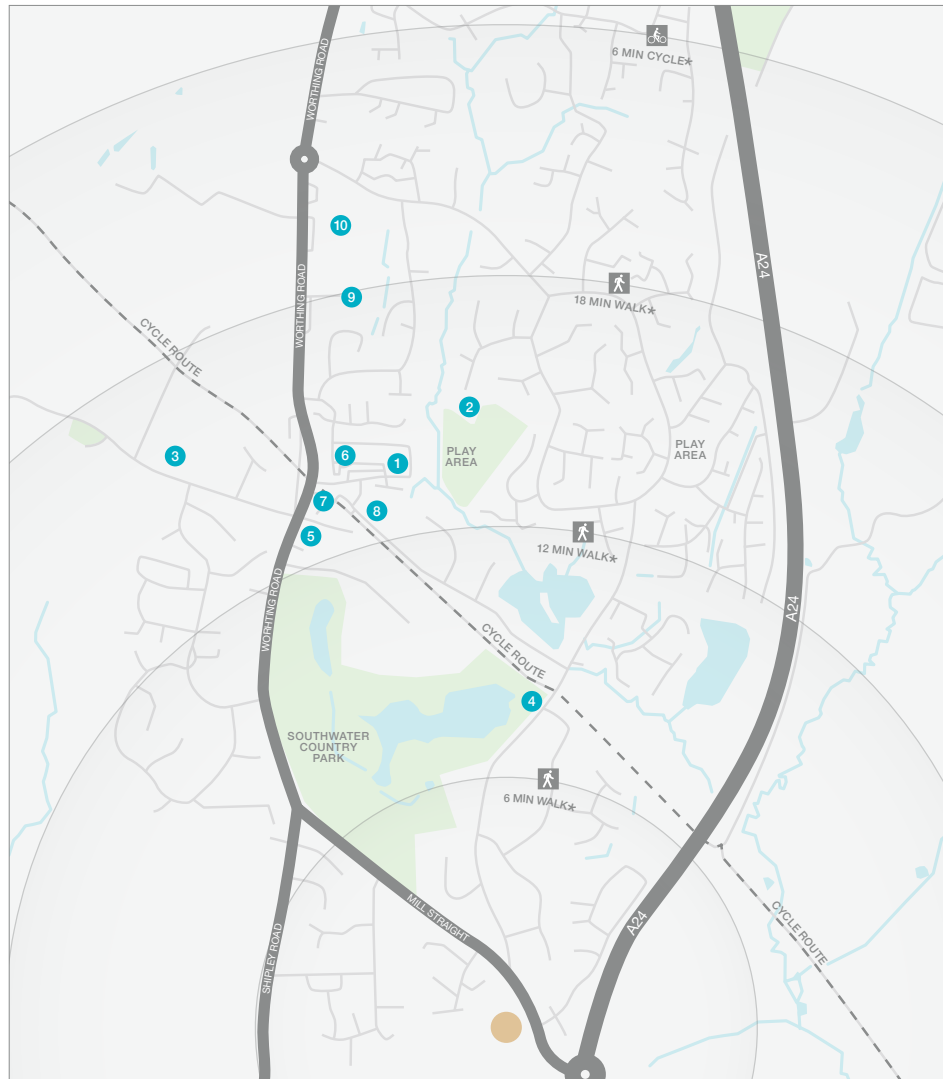 WORTHING ROAD
6 MIN CYCLE*
10
A24
WORTHING ROAD
9
18 MIN WALK*
CYCLE ROUTE
2
3
6
1
PLAY
AREA
PLAY
AREA
7
8
5
12 MIN WALK*
WORHTING ROAD
A24
CYCLE ROUTE
4
SOUTHWATER
COUNTRY
PARK
6 MIN WALK*
MILL STRAIGHT
A24
CYCLE ROUTE
SHIPLEY ROAD